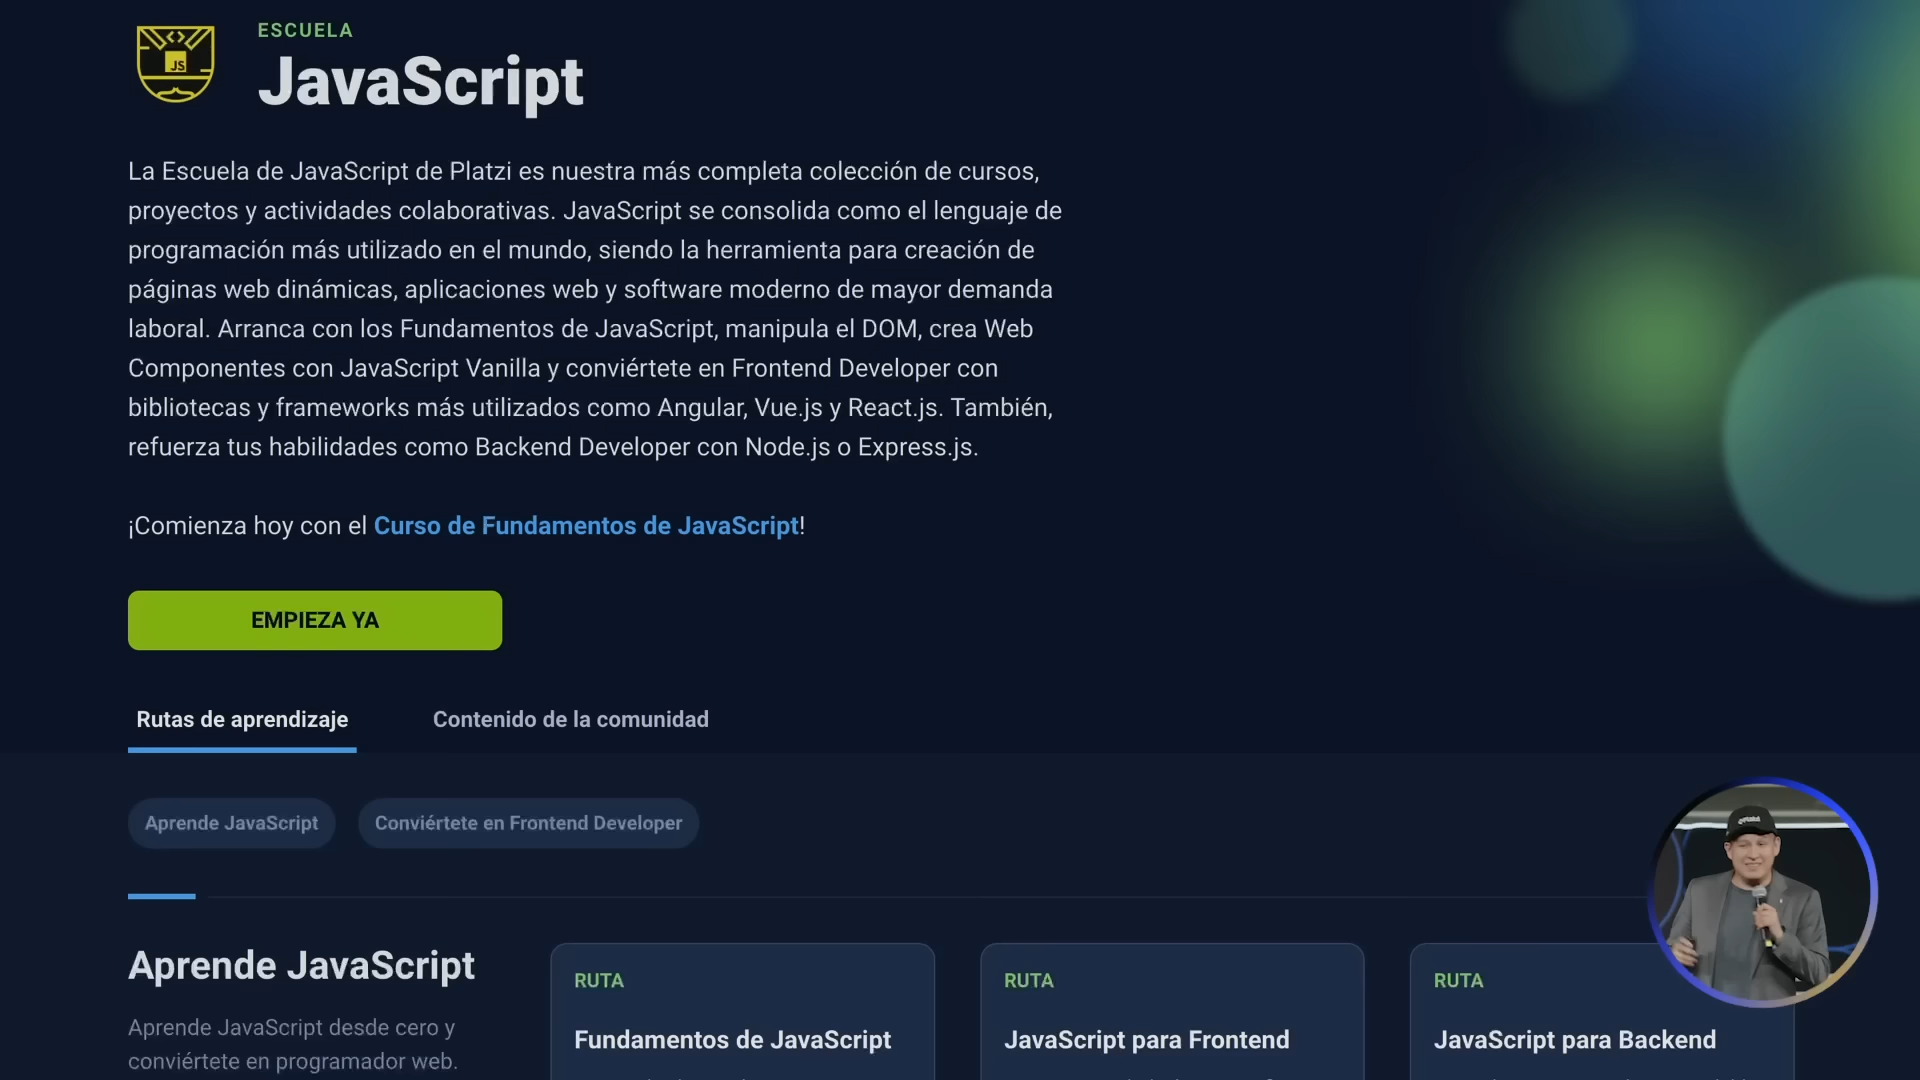 ESCUELA
JavaScript
JS
La Escuela de JavaScript de Platzi es nuestra más completa colección de cursos,
proyectos y actividades colaborativas. JavaScript se consolida como el lenguaje de
programación más utilizado en el mundo, siendo la herramienta para creación de
páginas web dinámicas, aplicaciones web y software moderno de mayor demanda
laboral. Arranca con los Fundamentos de JavaScript, manipula el DOM, crea Web
Componentes con JavaScript Vanilla y conviértete en Frontend Developer con
bibliotecas y frameworks más utilizados como Angular, Vue.js y React.js. También,
refuerza tus habilidades como Backend Developer con Node.js o Express.js.
¡Comienza hoy con el Curso de Fundamentos de JavaScript!
EMPIEZA YA
Rutas de aprendizaje
Contenido de la comunidad
Aprende JavaScript
Conviértete en Frontend Developer
Aprende JavaScript
Aprende JavaScript desde cero y
conviértete en programador web.
RUTA
Fundamentos de JavaScript
RUTA
JavaScript para Frontend
RUTA
JavaScript para Backend